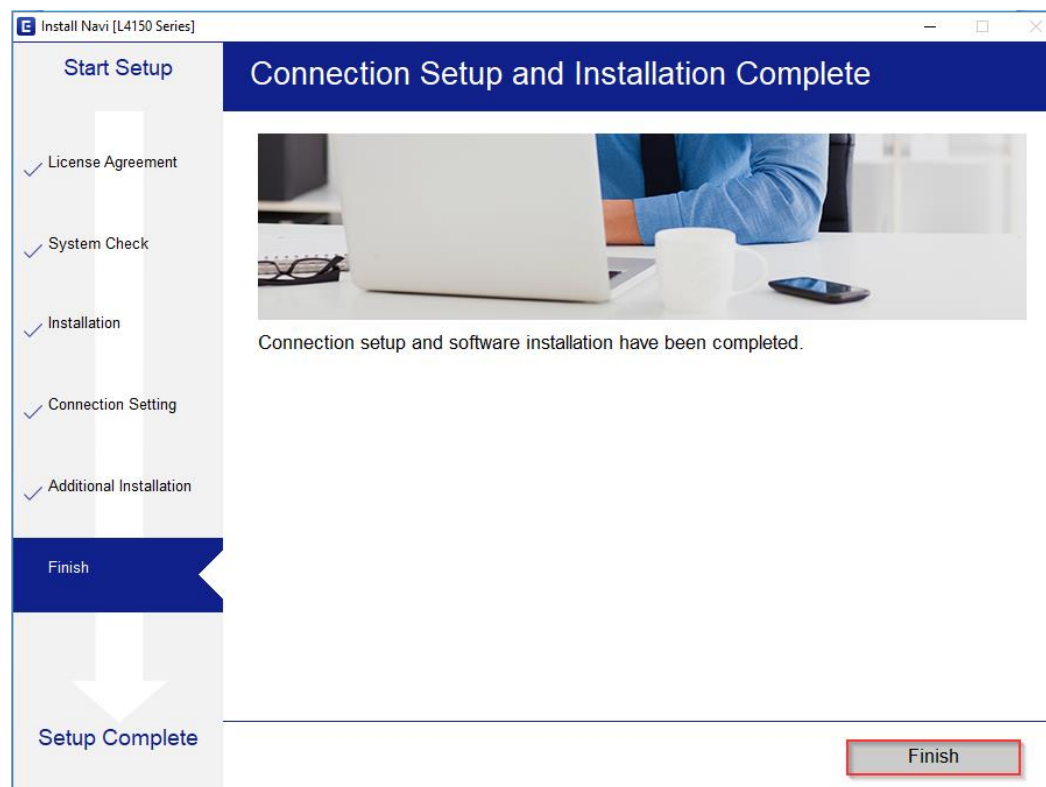 Install Navi [L4150 Series]
Start Setup
License Agreement
System Check
Installation
Connection Setting
Additional Installation
Finish
Setup Complete
Connection Setup and Installation Complete
Connection setup and software installation have been completed.
Finish